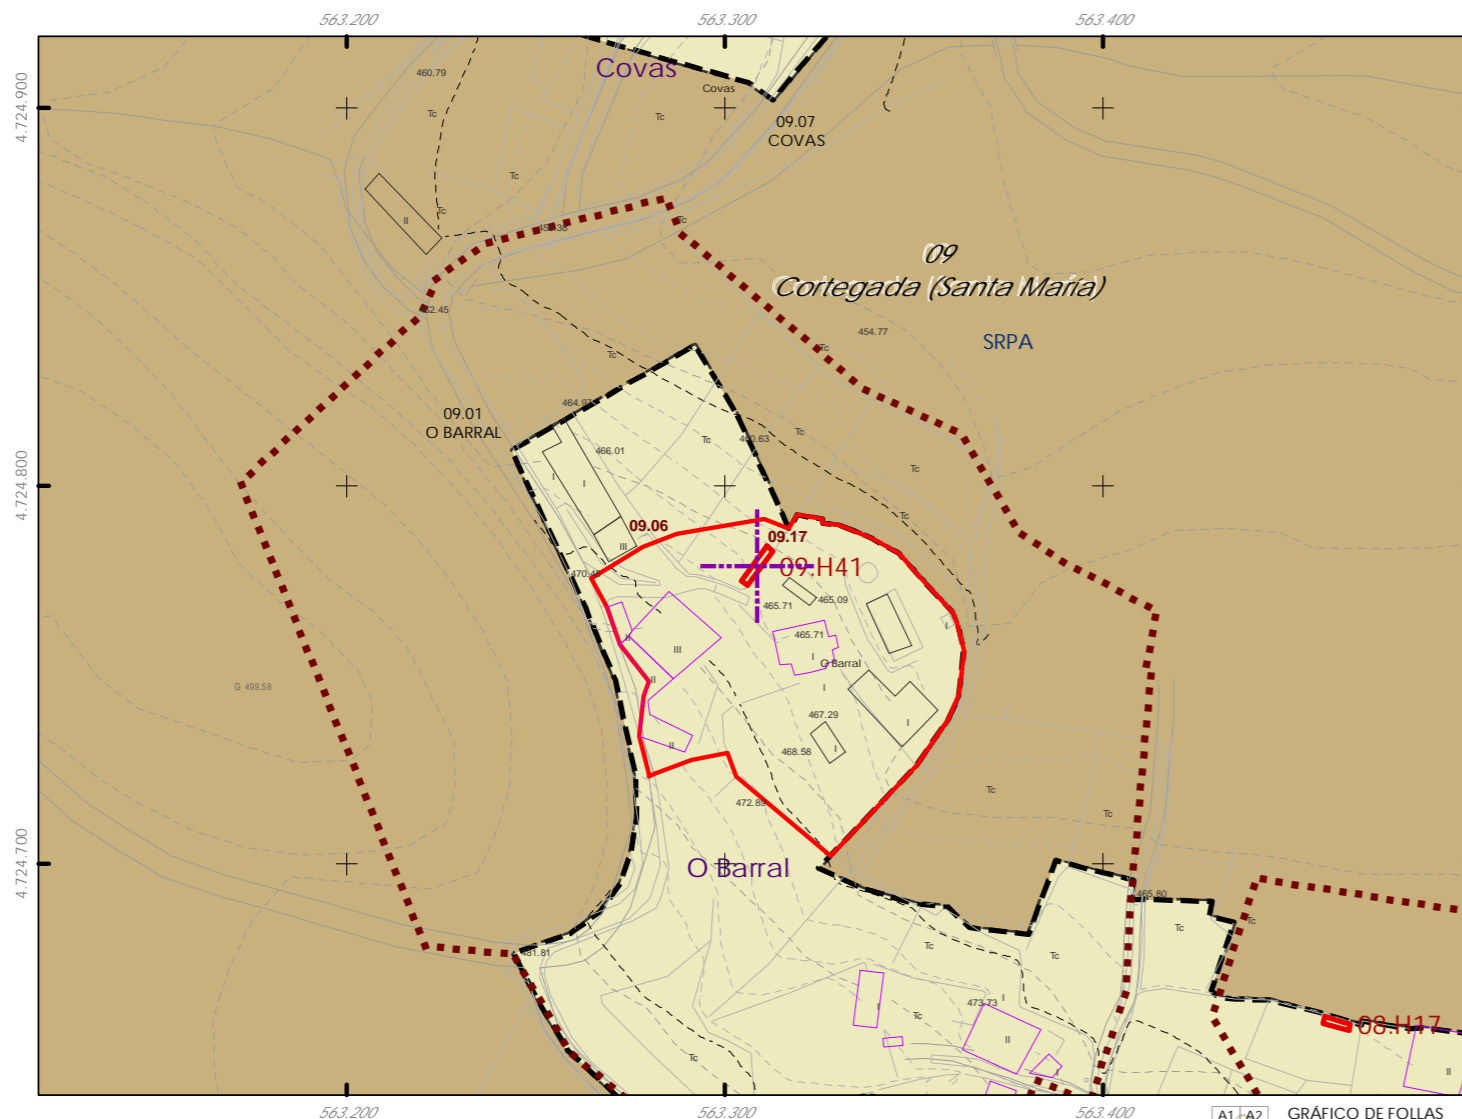 563.200
563.300
563.400
4.724.900
4.724.800
4.724.700
460.79
Covas
Covas
Tc
Tc
09.07
COVAS
Tc
Tc
II
Tc
09
Cortegada (Santa María)
SRPA
462.45
454.77
Tc
Tc
464.97
09.01
O BARRAL
466.01
Tc
460.63
Tc
Tc
I
I
Tc
09.06
09.17
III
09.H41
465.71
465.09
I
465.71
II
III
I
O Barral
II
I
G 499.58
467.29
I
II
468.58
I
472.89
Tc
Tc
O Barral
465.80
Tc
Tc
Tc
Tc
481.81
I
473.73
I
Tc
II
08.H17
Tc
I
II
563.200
563.300
563.400
A1
A2
GRÁFICO DE FOLLAS